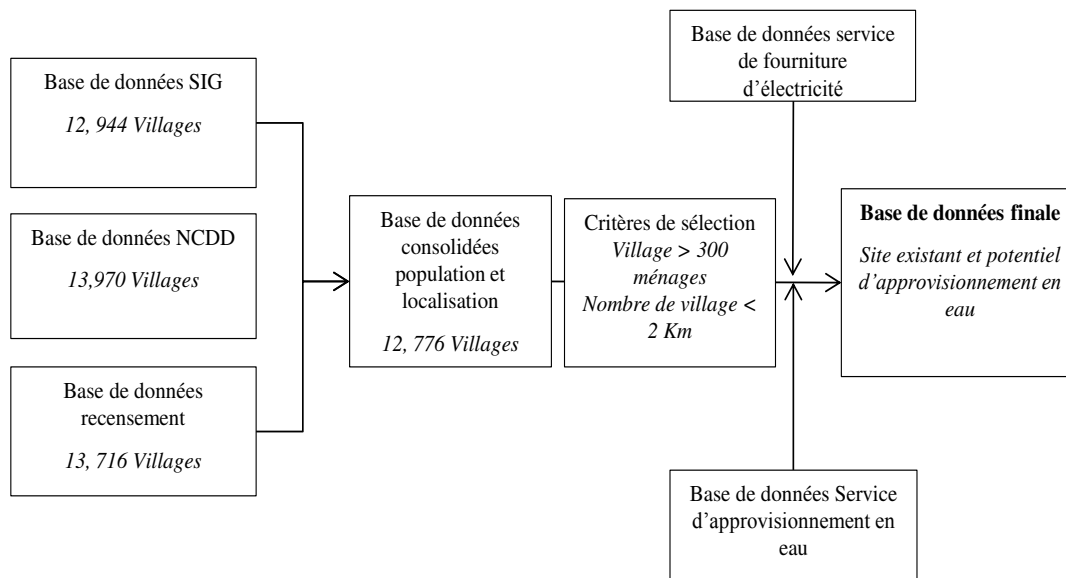 Base de données SIG
12, 944 Villages
Base de données NCDD
13,970 Villages
Base de données
recensement
13, 716 Villages
Base de données
consolidées
population et
localisation
12, 776 Villages
Critères de sélection
Village > 300
ménages
Nombre de village <
2 Km
Base de données service
de fourniture
d’électricité
Base de données Service
d’approvisionnement en
eau
Base de données finale
Site existant et potentiel
d’approvisionnement en
eau